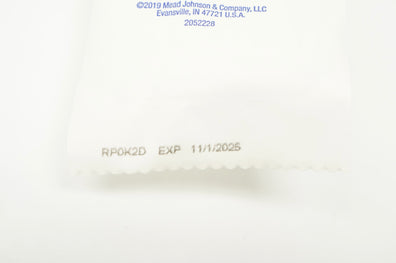 ©2019 Mead Johnson & Company, LLC
Evansville, IN 47721 U.S.A.
2052228
RP0K2D EXP 11/1/2025